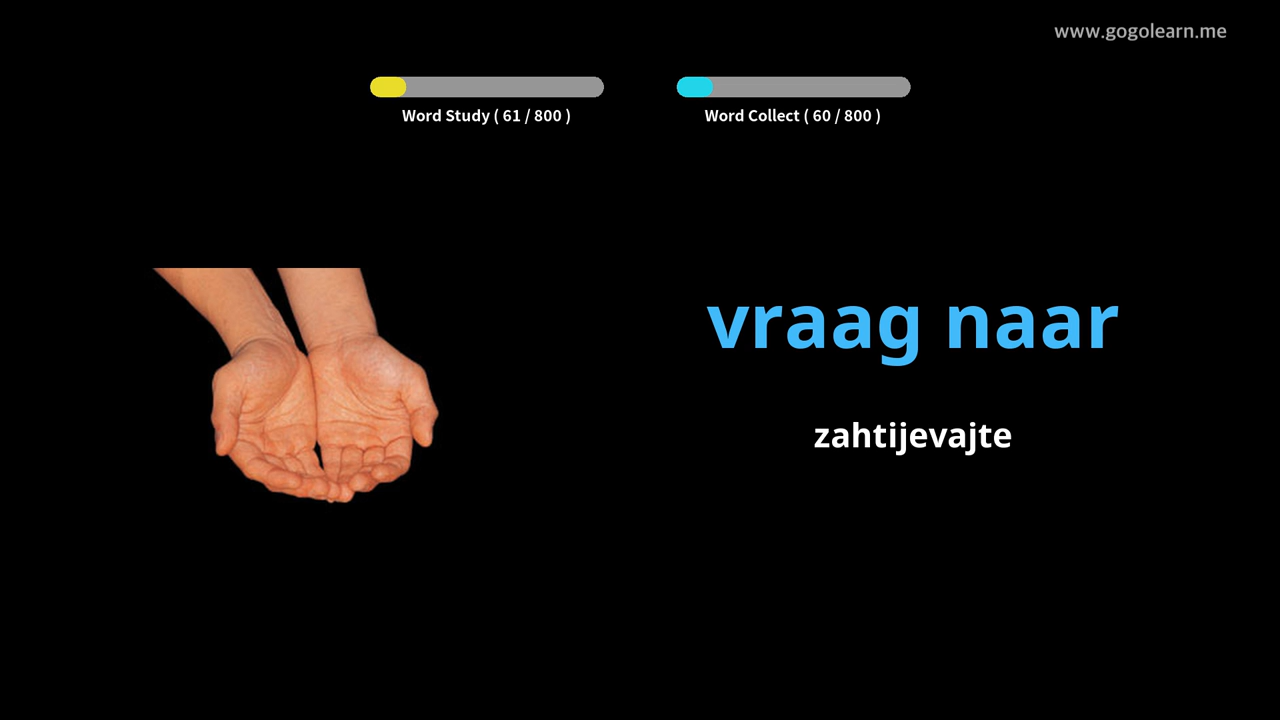 www.gogolearn.me
Word Study ( 61 / 800 )
Word Collect ( 60 / 800 )
vraag naar
zahtijevajte